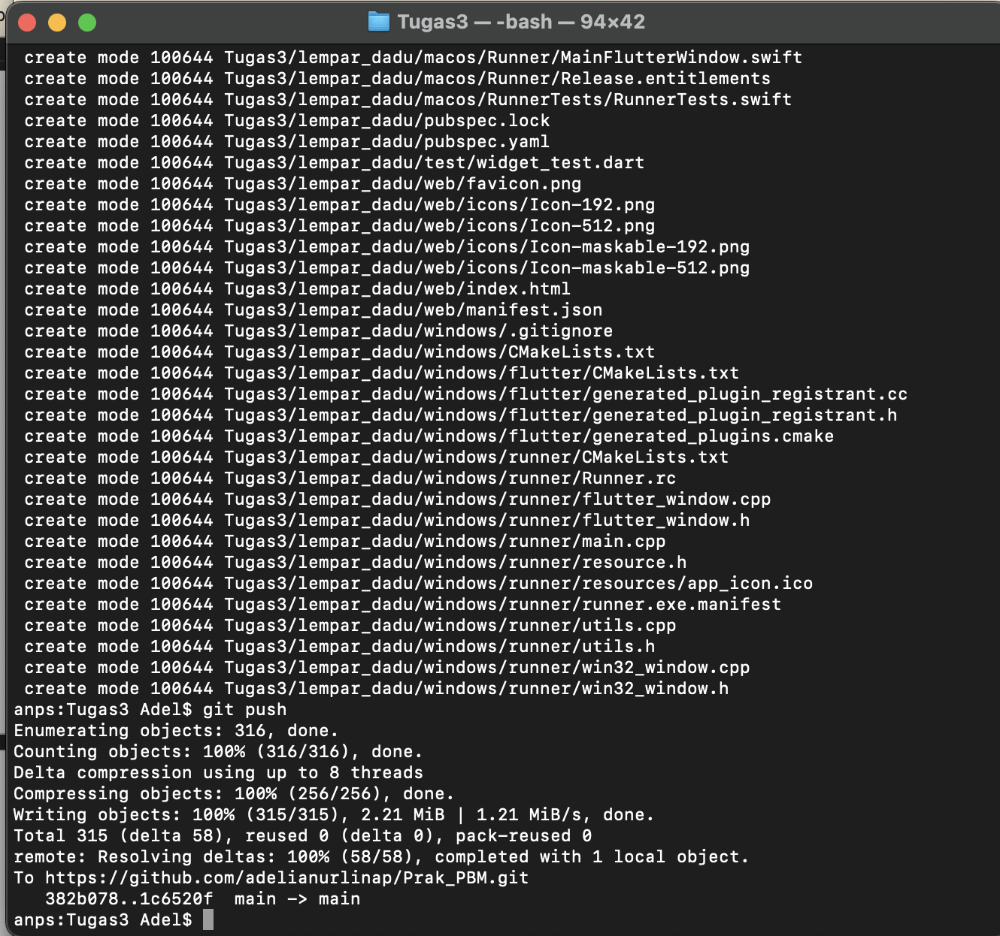 Tugas3 — -bash — 94×42
create mode 100644 Tugas3/lempar_dadu/macos/Runner/MainFlutterWindow.swift
create mode 100644 Tugas3/lempar_dadu/macos/Runner/Release.entitlements
create mode 100644 Tugas3/lempar_dadu/macos/RunnerTests/RunnerTests.swift
create mode 100644 Tugas3/lempar_dadu/pubspec.lock
create mode 100644 Tugas3/lempar_dadu/pubspec.yaml
create mode 100644 Tugas3/lempar_dadu/test/widget_test.dart
create mode 100644 Tugas3/lempar_dadu/web/favicon.png
create mode 100644 Tugas3/lempar_dadu/web/icons/Icon-192.png
create mode 100644 Tugas3/lempar_dadu/web/icons/Icon-512.png
create mode 100644 Tugas3/lempar_dadu/web/icons/Icon-maskable-192.png
create mode 100644 Tugas3/lempar_dadu/web/icons/Icon-maskable-512.png
create mode 100644 Tugas3/lempar_dadu/web/index.html
create mode 100644 Tugas3/lempar_dadu/web/manifest.json
create mode 100644 Tugas3/lempar_dadu/windows/.gitignore
create mode 100644 Tugas3/lempar_dadu/windows/CMakeLists.txt
create mode 100644 Tugas3/lempar_dadu/windows/flutter/CMakeLists.txt
create mode 100644 Tugas3/lempar_dadu/windows/flutter/generated_plugin_registrant.cc
create mode 100644 Tugas3/lempar_dadu/windows/flutter/generated_plugin_registrant.h
create mode 100644 Tugas3/lempar_dadu/windows/flutter/generated_plugins.cmake
create mode 100644 Tugas3/lempar_dadu/windows/runner/CMakeLists.txt
create mode 100644 Tugas3/lempar_dadu/windows/runner/Runner.rc
create mode 100644 Tugas3/lempar_dadu/windows/runner/flutter_window.cpp
create mode 100644 Tugas3/lempar_dadu/windows/runner/flutter_window.h
create mode 100644 Tugas3/lempar_dadu/windows/runner/main.cpp
create mode 100644 Tugas3/lempar_dadu/windows/runner/resource.h
create mode 100644 Tugas3/lempar_dadu/windows/runner/resources/app_icon.ico
create mode 100644 Tugas3/lempar_dadu/windows/runner/runner.exe.manifest
create mode 100644 Tugas3/lempar_dadu/windows/runner/utils.cpp
create mode 100644 Tugas3/lempar_dadu/windows/runner/utils.h
create mode 100644 Tugas3/lempar_dadu/windows/runner/win32_window.cpp
create mode 100644 Tugas3/lempar_dadu/windows/runner/win32_window.h
anps:Tugas3 Adel$ git push
Enumerating objects: 316, done.
Counting objects: 100% (316/316), done.
Delta compression using up to 8 threads
Compressing objects: 100% (256/256), done.
Writing objects: 100% (315/315), 2.21 MiB | 1.21 MiB/s, done.
Total 315 (delta 58), reused 0 (delta 0), pack-reused 0
remote: Resolving deltas: 100% (58/58), completed with 1 local object.
To https://github.com/adelianurlinap/Prak_PBM.git
382b078..1c6520f  main -> main
anps:Tugas3 Adel$